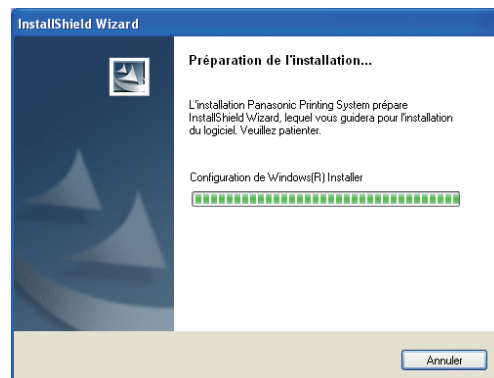 InstallShield Wizard
Préparation de l'installation...
L'installation Panasonic Printing System prépare
InstallShield Wizard, lequel vous guidera pour l'installation
du logiciel. Veuillez patienter.
Configuration de Windows(R) Installer
Annuler